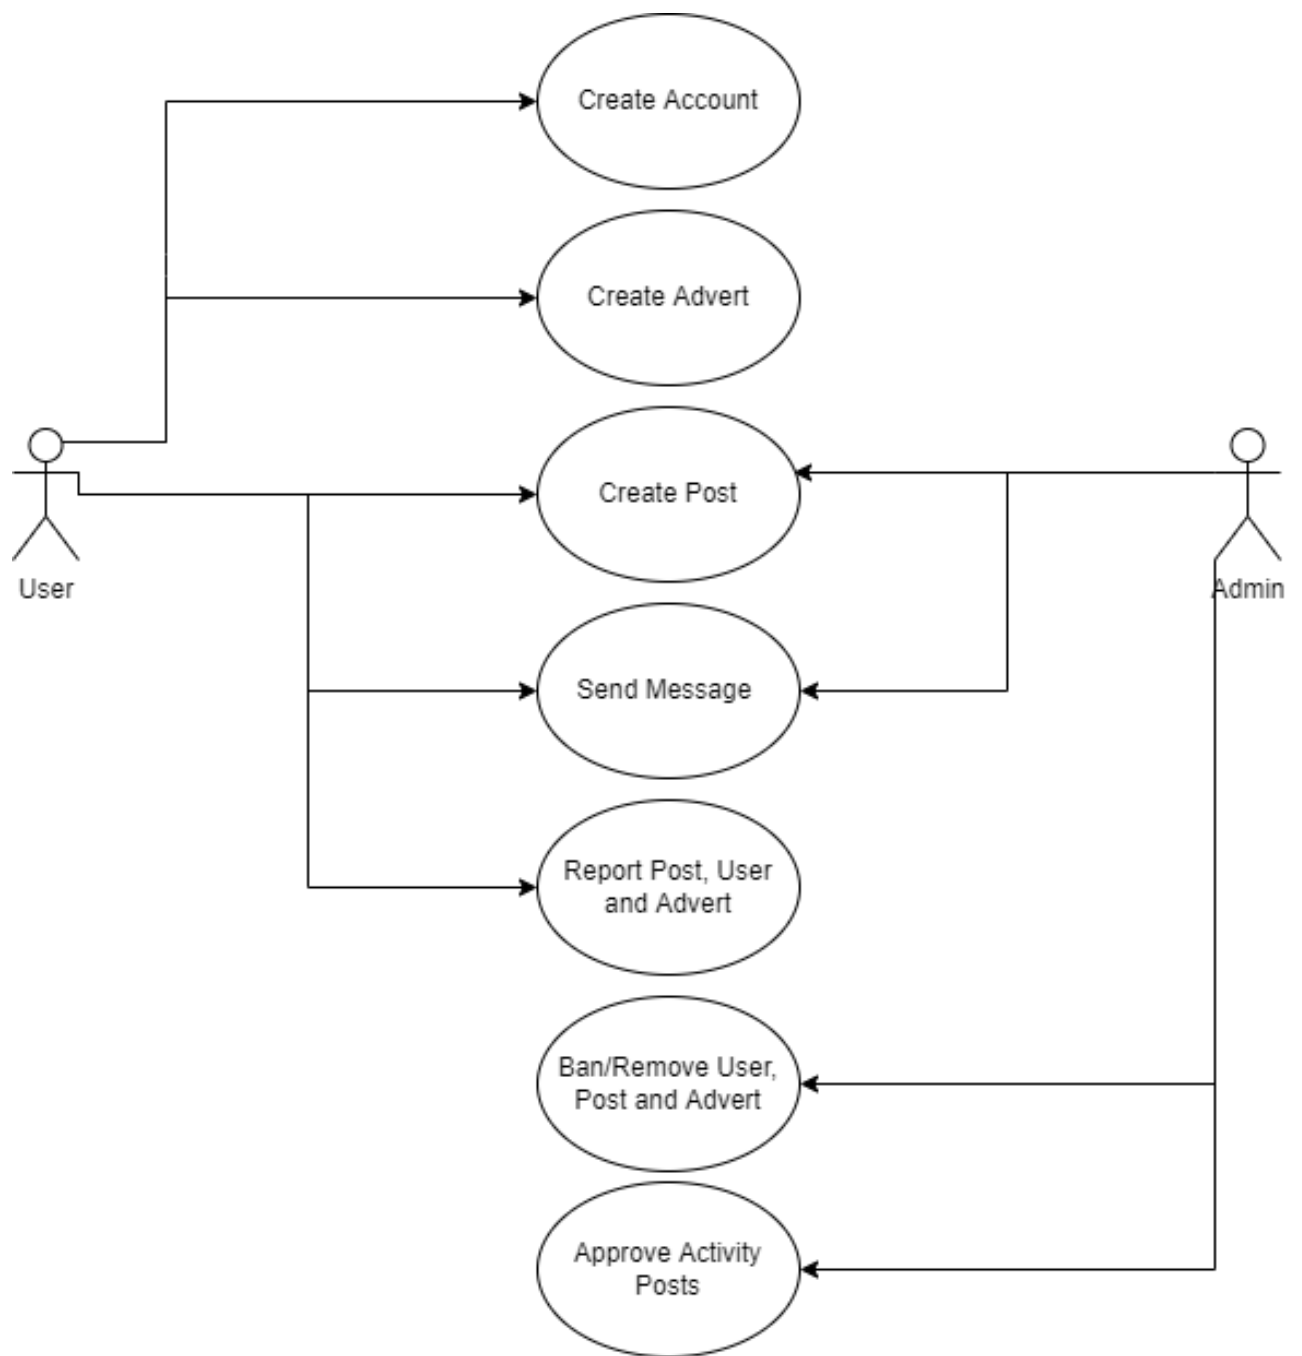 Create Account
Create Advert
Create Post
User
Admin
Send Message
Report Post, User
and Advert
Ban/Remove User,
Post and Advert
Approve Activity
Posts